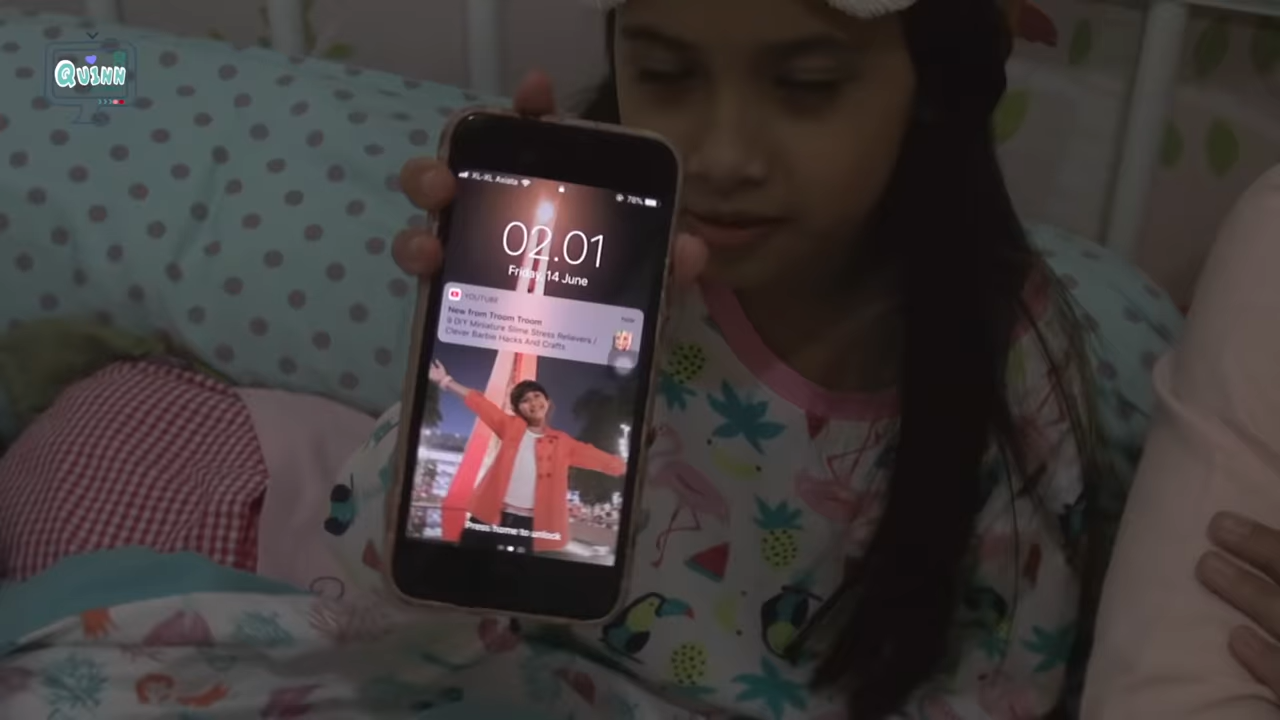 QUINN
XL-XL Axiata
78%
02.01
Friday, 14 June
YOUTUBE
now
New from Troom Troom
9 DIY Miniature Slime Stress Relievers /
Clever Barbie Hacks And Crafts
Press home to unlock